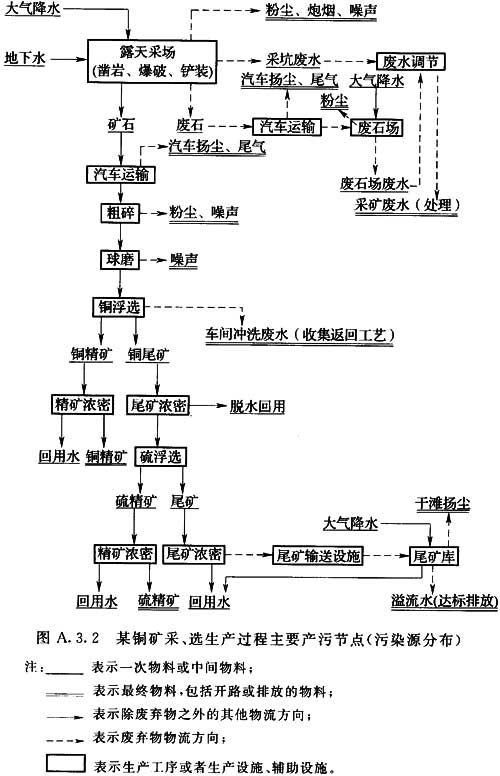 大气降水
粉尘、炮烟、噪声
地下水
露天采场
(凿岩、爆破、铲装)
采坑废水
废水调节
汽车扬尘、尾气
大气降水
粉尘
矿石
废石
汽车运输
废石场
汽车扬尘、尾气
汽车运输
废石场废水
采矿废水(处理)
粗碎
粉尘、噪声
球磨
噪声
铜浮选
车间冲洗废水(收集返回工艺)
铜精矿
铜尾矿
精矿浓密
尾矿浓密
脱水回用
回用水
铜精矿
硫浮选
硫精矿
尾矿
干滩扬尘
大气降水
精矿浓密
尾矿浓密
尾矿输送设施
尾矿库
回用水
硫精矿
回用水
溢流水(达标排放)
图 A.3.2 某铜矿采、选生产过程主要产污节点(污染源分布)
注: 表示一次物料或中间物料;
表示最终物料,包括开路或排放的物料;
表示除废弃物之外的其他物流方向;
表示废弃物物流方向;
表示生产工序或者生产设施、辅助设施。